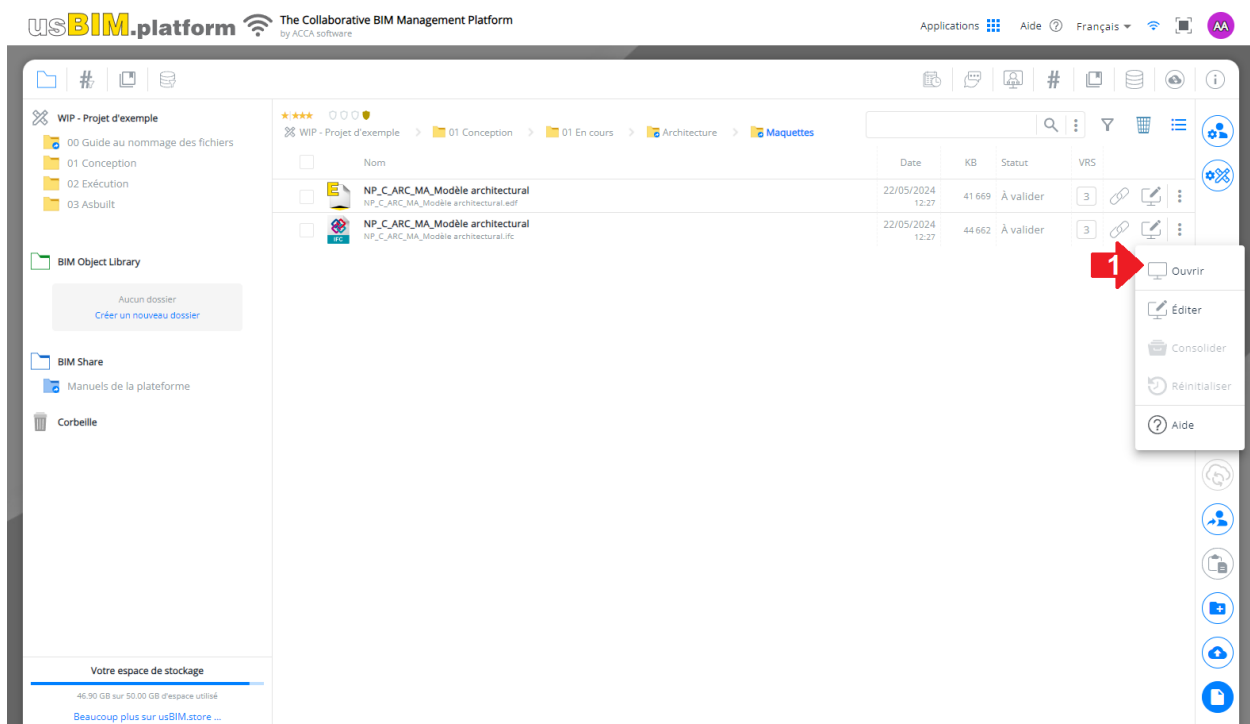 usBIM.platform
The Collaborative BIM Management Platform
by ACCA software
Applications
Aide
Français
AA
WIP - Projet d'exemple
00 Guide au nommage des fichiers
01 Conception
02 Exécution
03 Asbuilt
BIM Object Library
Aucun dossier
Créer un nouveau dossier
BIM Share
Manuels de la plateforme
Corbeille
Votre espace de stockage
46.90 GB sur 50.00 GB d'espace utilisé
Beaucoup plus sur usBIM.store ...
WIP - Projet d'exemple > 01 Conception > 01 En cours > Architecture > Maquettes
Nom Date KB Statut VRS
NP_C_ARC_MA_Modèle architectural 22/05/2024 41 669 À valider 3
NP_C_ARC_MA_Modèle architectural.edf 12:27
NP_C_ARC_MA_Modèle architectural 22/05/2024 44 662 À valider 3
IFC NP_C_ARC_MA_Modèle architectural.ifc 12:27
1
Ouvrir
Éditer
Consolider
Réinitialiser
Aide